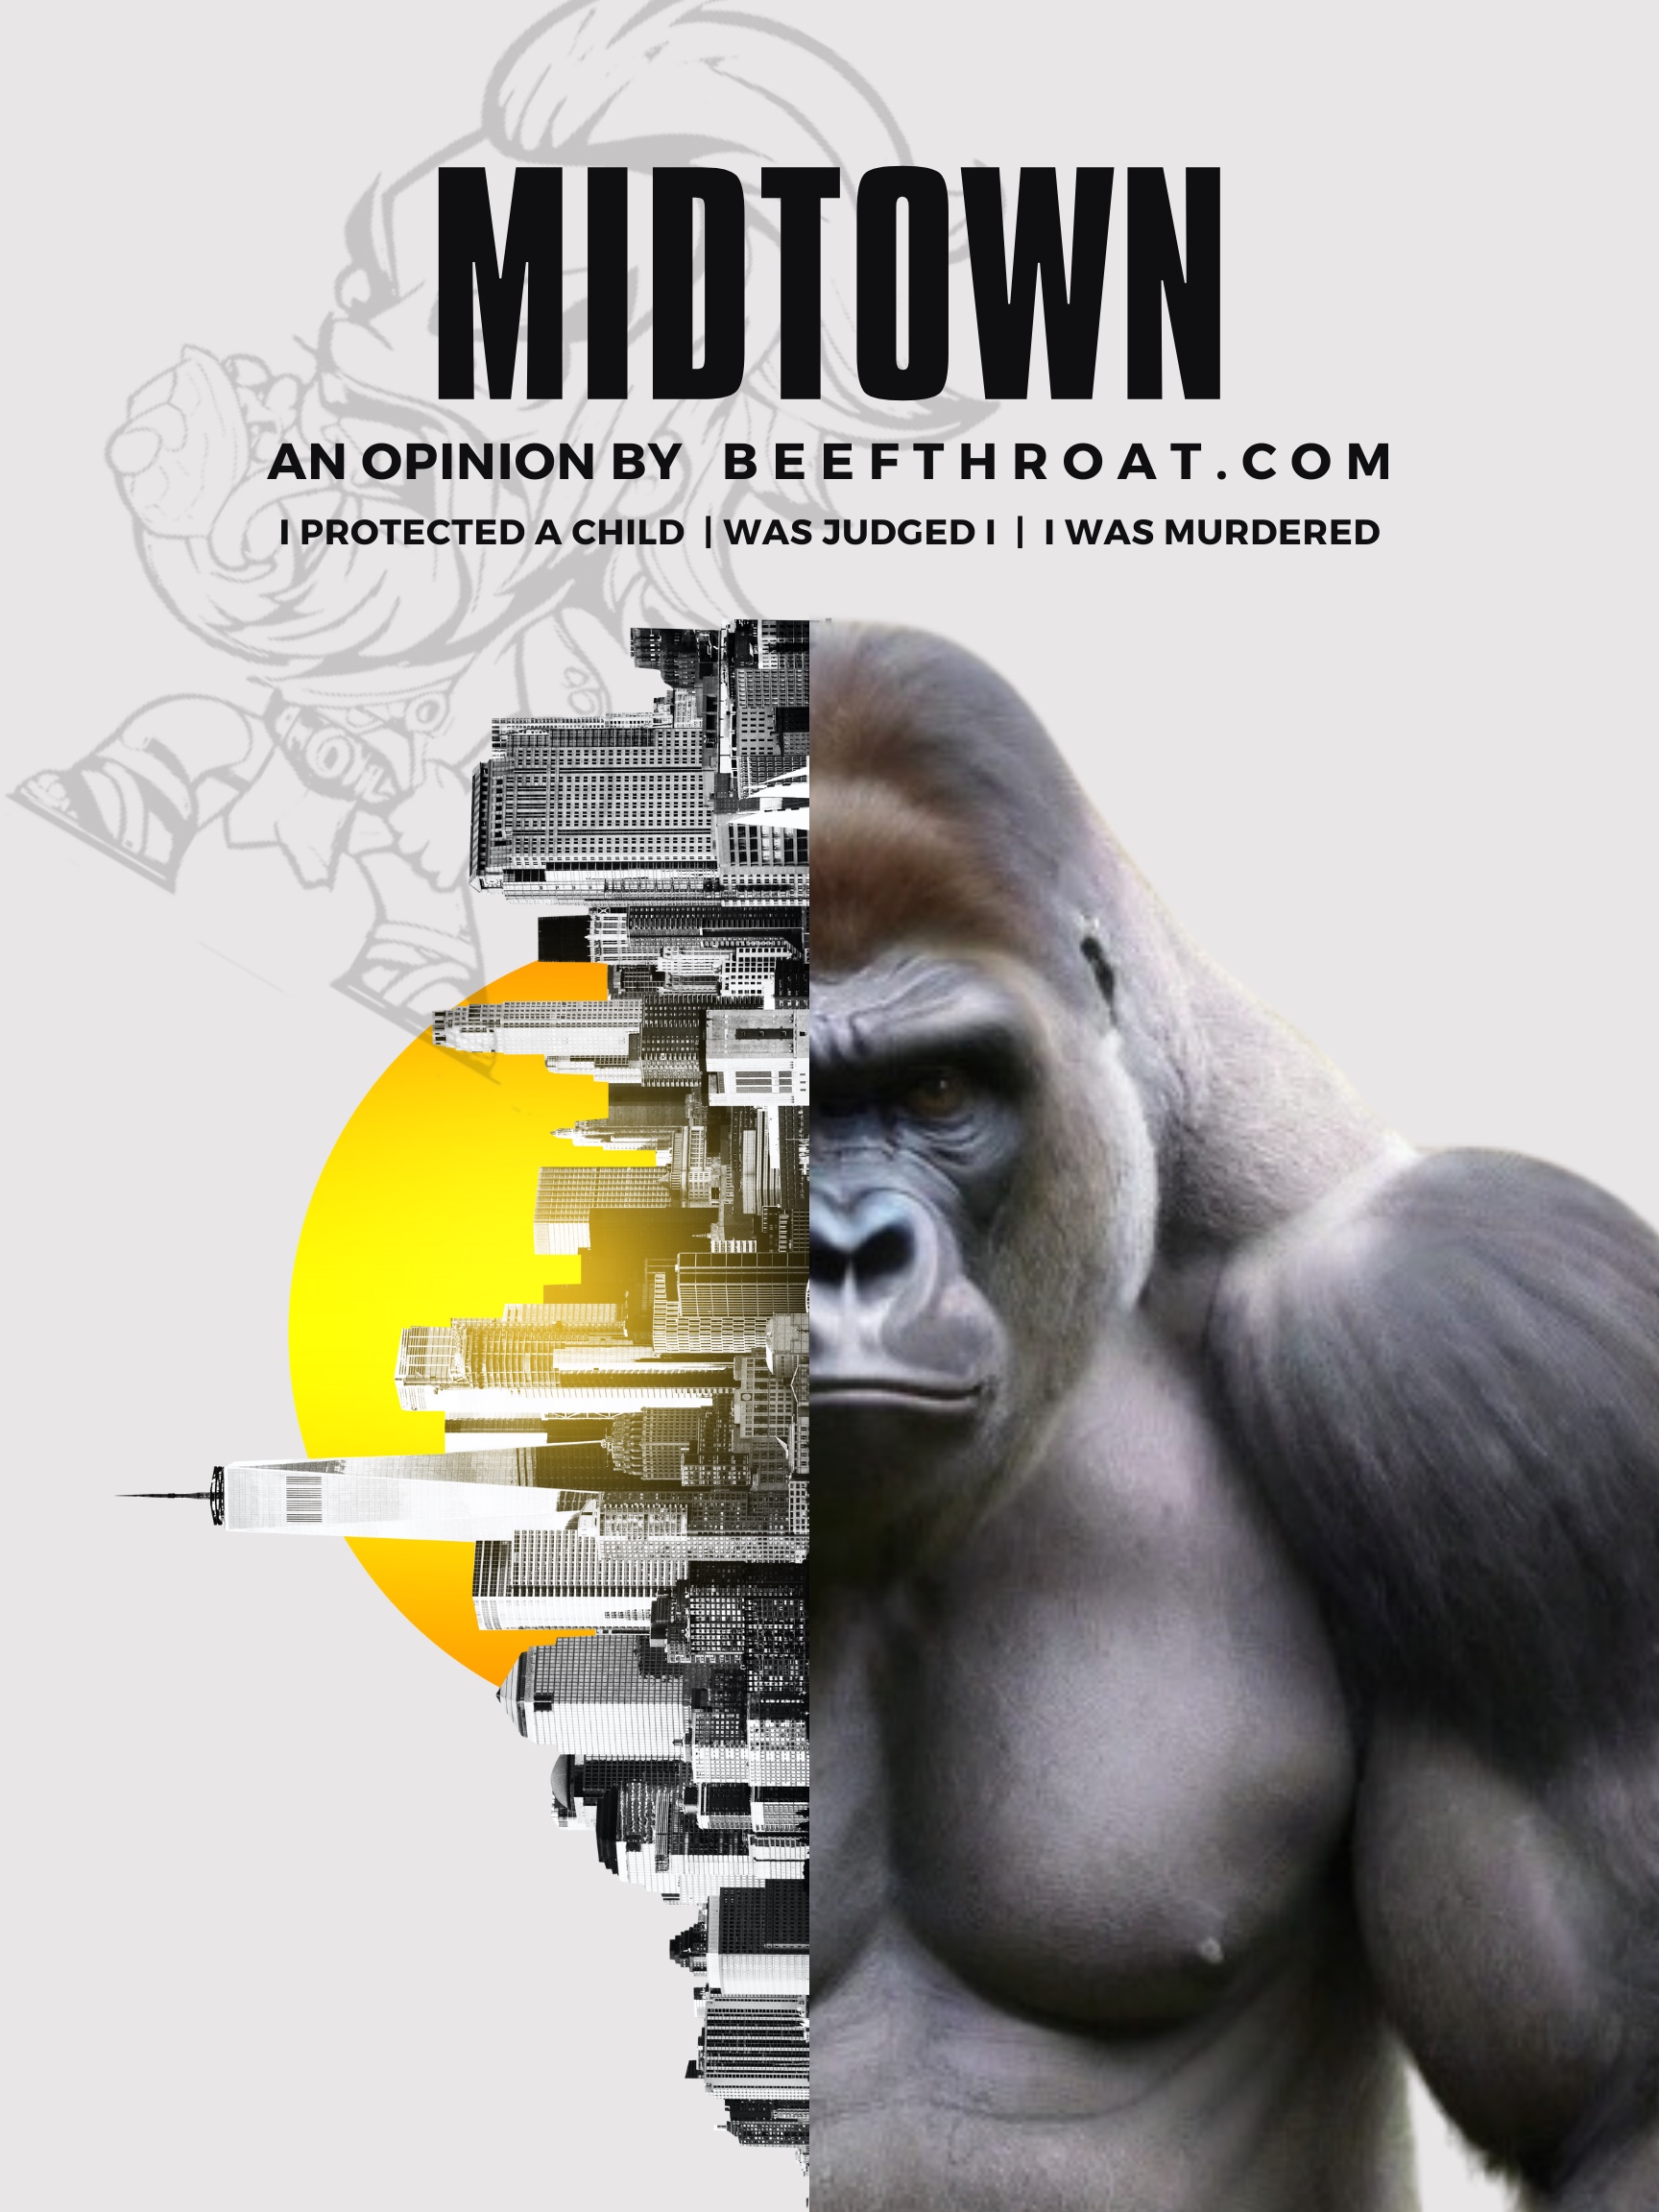 MIDTOWN
AN OPINION BY BEEFTHROAT.COM
I PROTECTED A CHILD | WAS JUDGED I | I WAS MURDERED